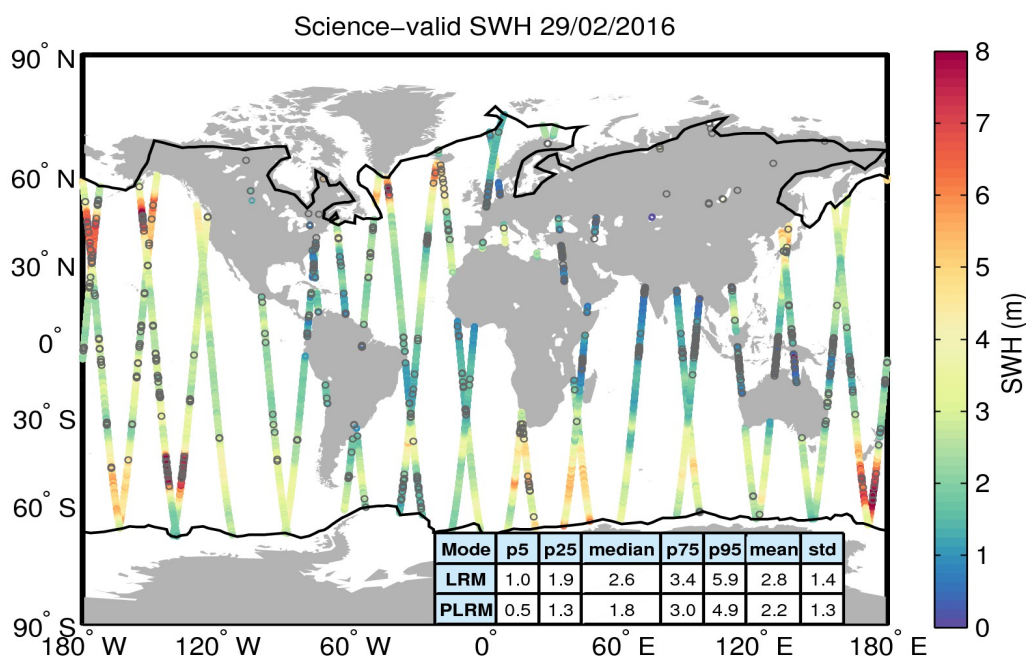 Science−valid SWH 29/02/2016
90° N
60° N
30° N
0°
30° S
60° S
90° S
180° W 120° W 60° W 0° 60° E 120° E 180° E
Mode p5 p25 median p75 p95 mean std
LRM 1.0 1.9 2.6 3.4 5.9 2.8 1.4
PLRM 0.5 1.3 1.8 3.0 4.9 2.2 1.3
8
7
6
5
4
3
2
1
0
SWH (m)